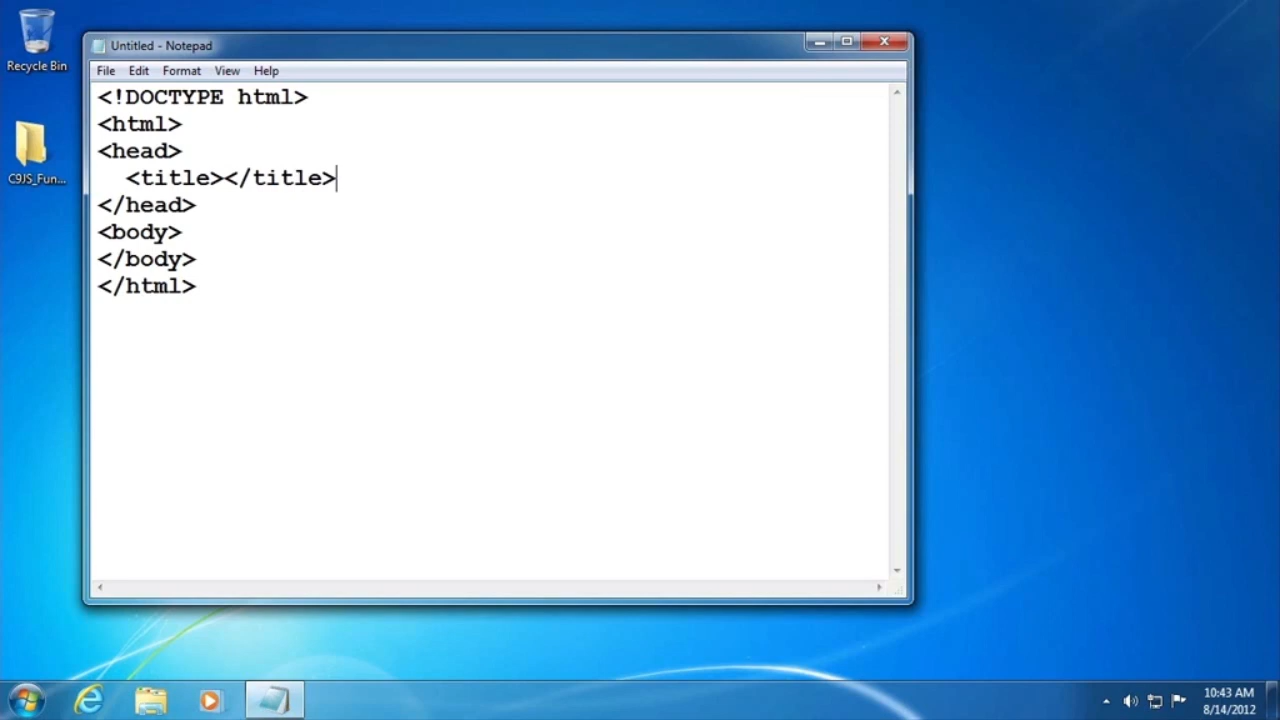 Recycle Bin
C9JS_Fun...
Untitled - Notepad
File Edit Format View Help
<!DOCTYPE html>
<html>
<head>
  <title></title>
</head>
<body>
</body>
</html>
10:43 AM
8/14/2012